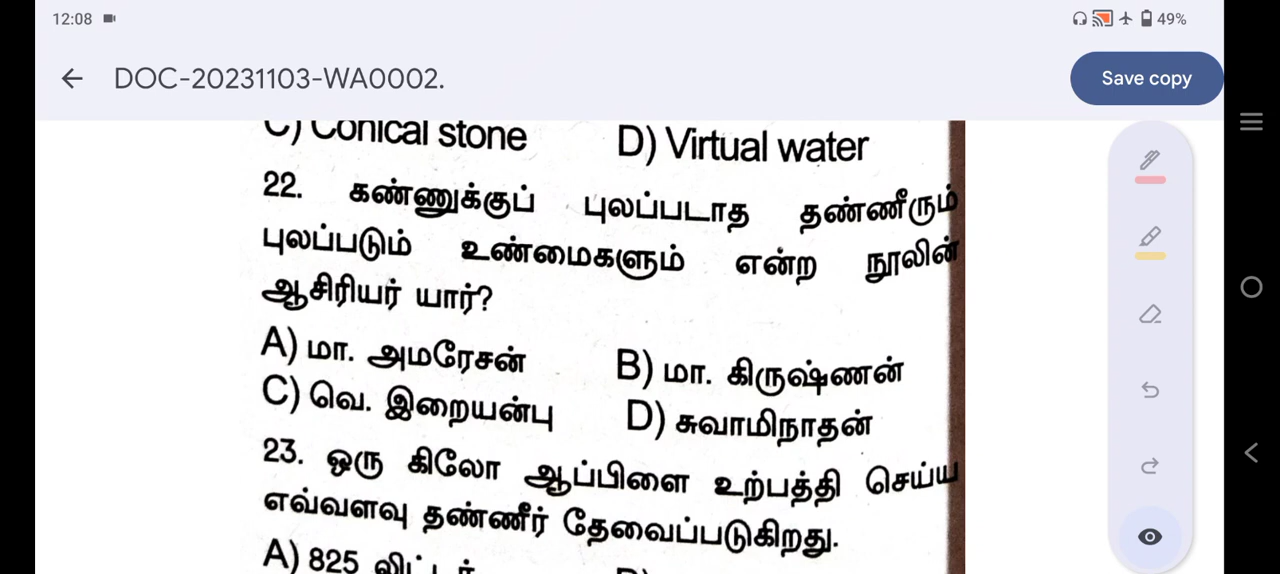 12:08
49%
DOC-20231103-WA0002.
Save copy
C) Conical stone D) Virtual water
22. கண்ணுக்குப் புலப்படாத தண்ணீரும்
புலப்படும் உண்மைகளும் என்ற நூலின்
ஆசிரியர் யார்?
A) மா. அமரேசன் B) மா. கிருஷ்ணன்
C) வெ. இறையன்பு D) சுவாமிநாதன்
23. ஒரு கிலோ ஆப்பிளை உற்பத்தி செய்ய
எவ்வளவு தண்ணீர் தேவைப்படுகிறது.
A) 825 லிட்டர்